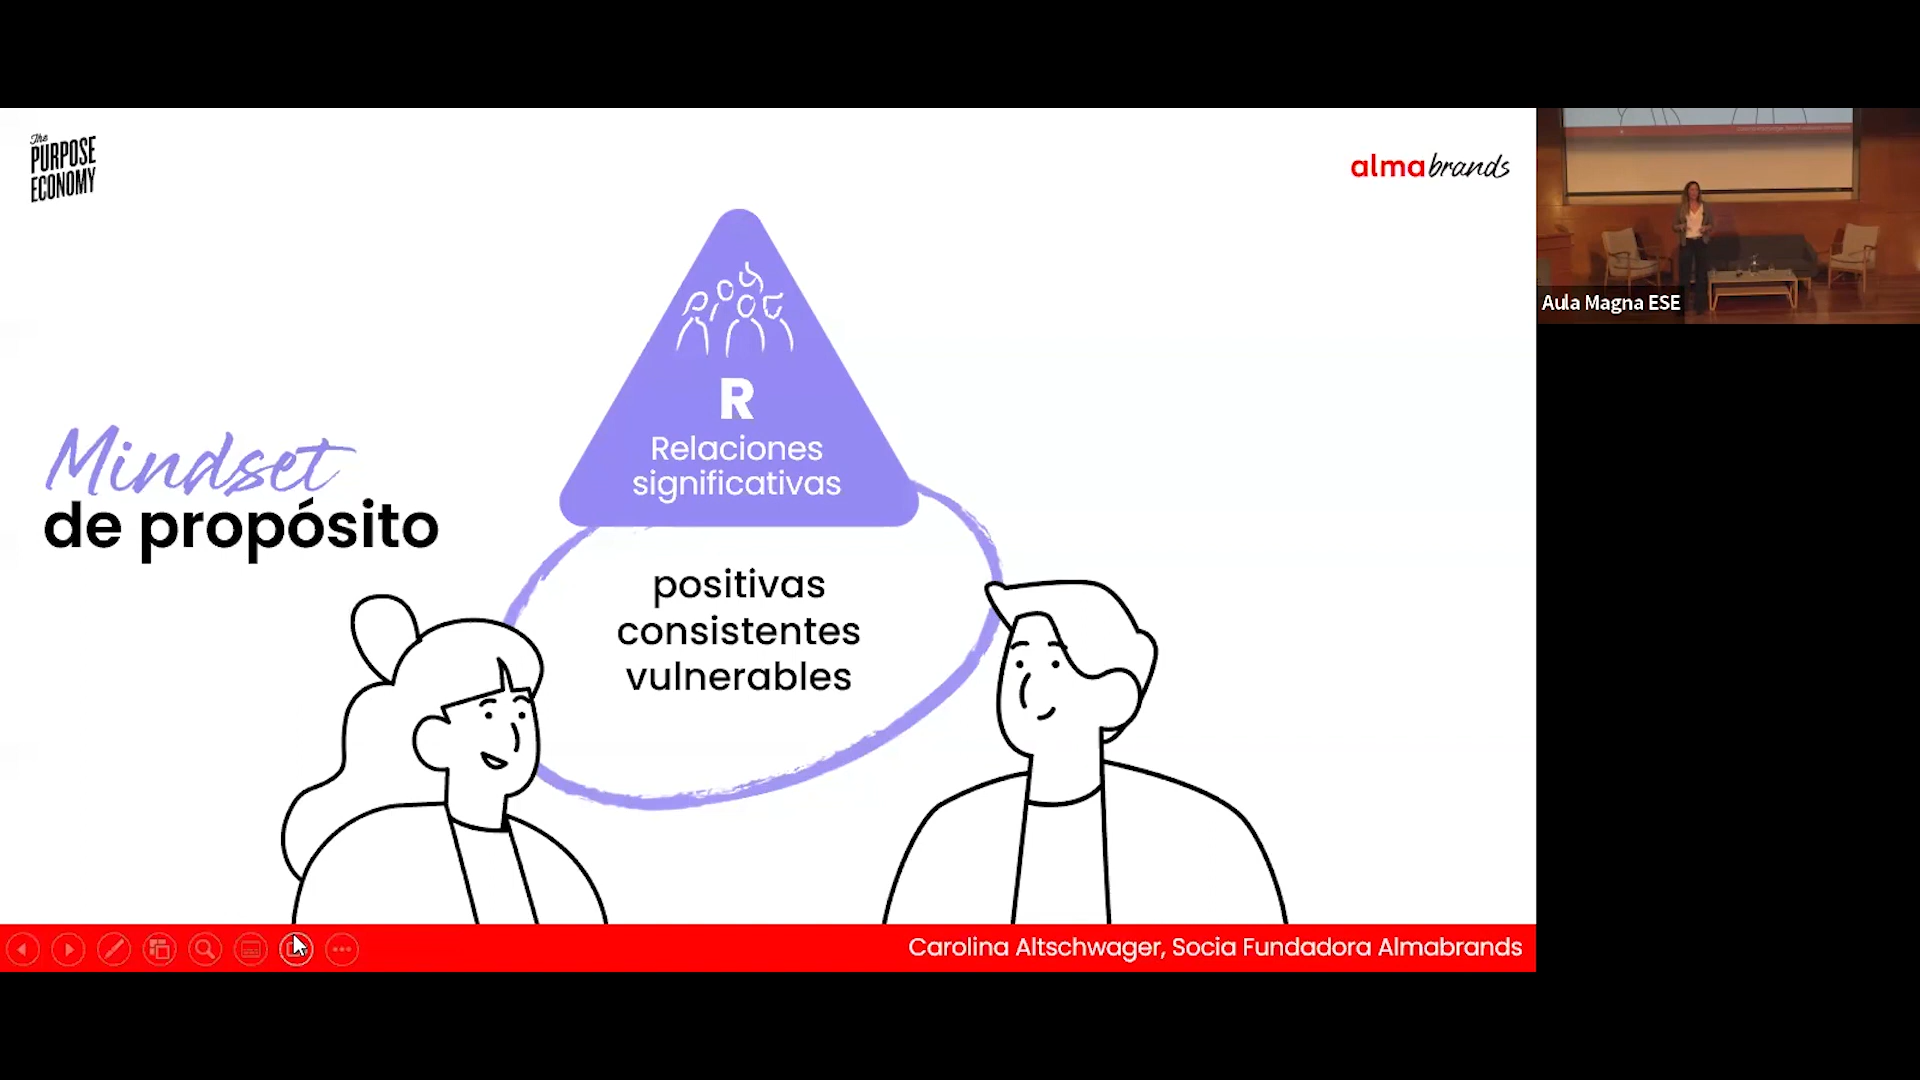 The
PURPOSE
ECONOMY
almabrands
R
Relaciones
significativas
Mindset
de propósito
positivas
consistentes
vulnerables
Carolina Altschwager, Socia Fundadora Almabrands
Aula Magna ESE